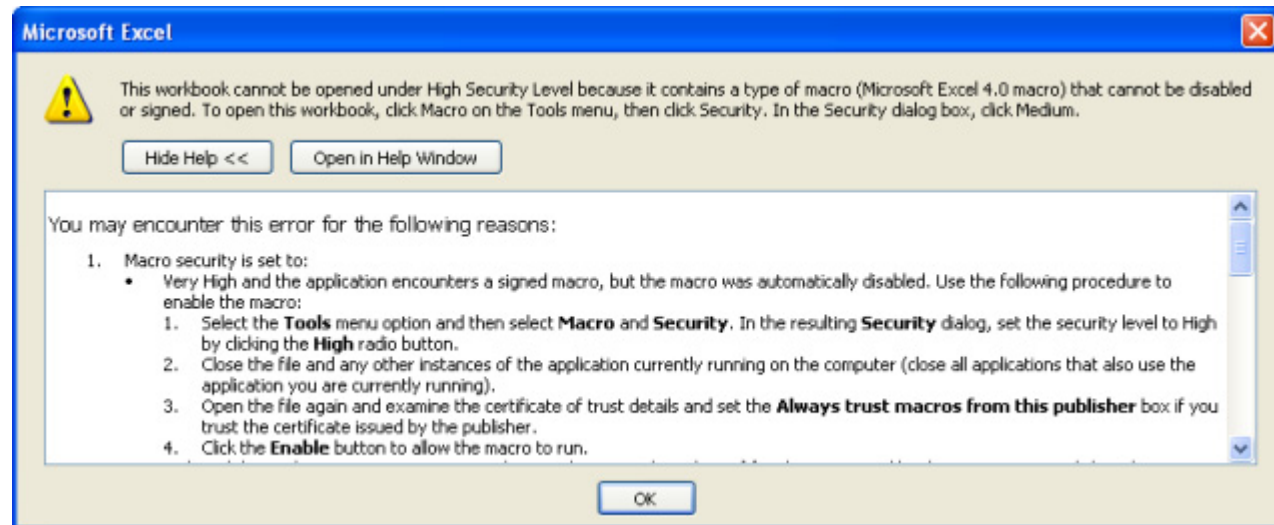 Microsoft Excel
This workbook cannot be opened under High Security Level because it contains a type of macro (Microsoft Excel 4.0 macro) that cannot be disabled
or signed. To open this workbook, click Macro on the Tools menu, then click Security. In the Security dialog box, click Medium.
Hide Help << Open in Help Window
You may encounter this error for the following reasons:
1. Macro security is set to:
• Very High and the application encounters a signed macro, but the macro was automatically disabled. Use the following procedure to
enable the macro:
1. Select the Tools menu option and then select Macro and Security. In the resulting Security dialog, set the security level to High
by clicking the High radio button.
2. Close the file and any other instances of the application currently running on the computer (close all applications that also use the
application you are currently running).
3. Open the file again and examine the certificate of trust details and set the Always trust macros from this publisher box if you
trust the certificate issued by the publisher.
4. Click the Enable button to allow the macro to run.
OK